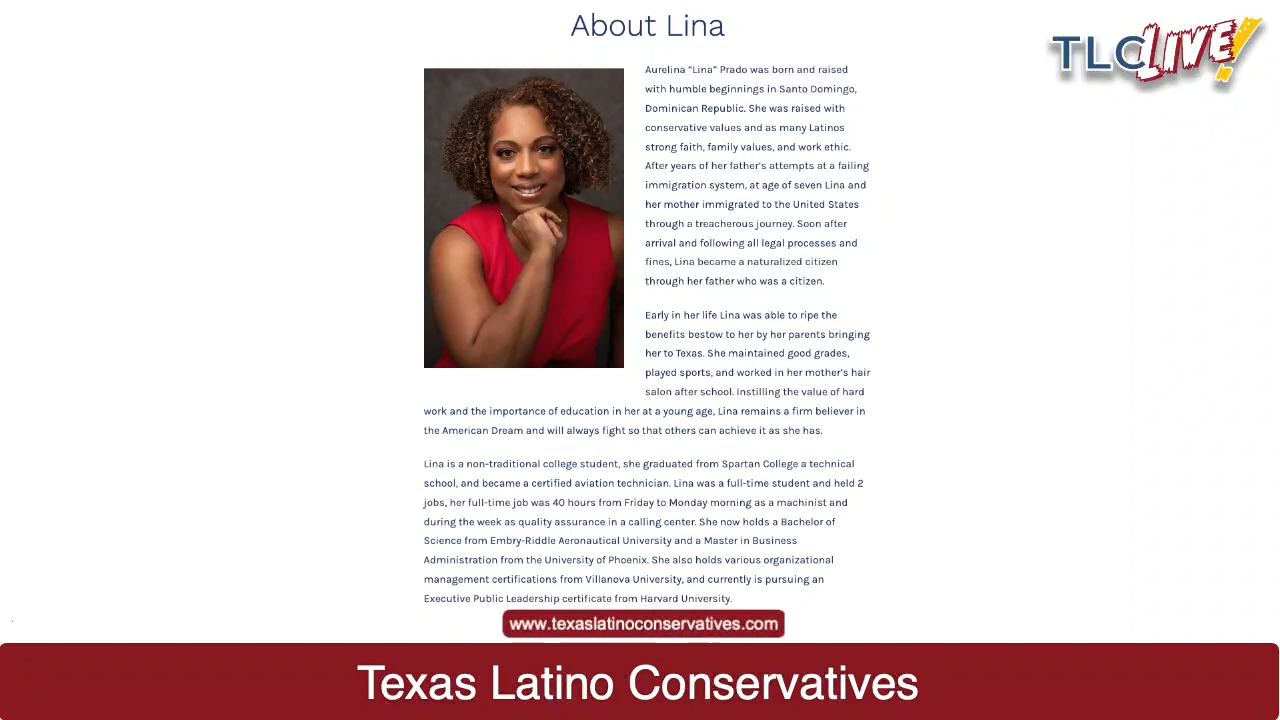 About Lina
TLC LIVE!
Aurelina “Lina” Prado was born and raised
with humble beginnings in Santo Domingo,
Dominican Republic. She was raised with
conservative values and as many Latinos
strong faith, family values, and work ethic.
After years of her father's attempts at a failing
immigration system, at age of seven Lina and
her mother immigrated to the United States
through a treacherous journey. Soon after
arrival and following all legal processes and
fines, Lina became a naturalized citizen
through her father who was a citizen.
Early in her life Lina was able to ripe the
benefits bestow to her by her parents bringing
her to Texas. She maintained good grades,
played sports, and worked in her mother's hair
salon after school. Instilling the value of hard
work and the importance of education in her at a young age, Lina remains a firm believer in
the American Dream and will always fight so that others can achieve it as she has.
Lina is a non-traditional college student, she graduated from Spartan College a technical
school, and became a certified aviation technician. Lina was a full-time student and held 2
jobs, her full-time job was 40 hours from Friday to Monday morning as a machinist and
during the week as quality assurance in a calling center. She now holds a Bachelor of
Science from Embry-Riddle Aeronautical University and a Master in Business
Administration from the University of Phoenix. She also holds various organizational
management certifications from Villanova University, and currently is pursuing an
Executive Public Leadership certificate from Harvard University.
www.texaslatinoconservatives.com
Texas Latino Conservatives